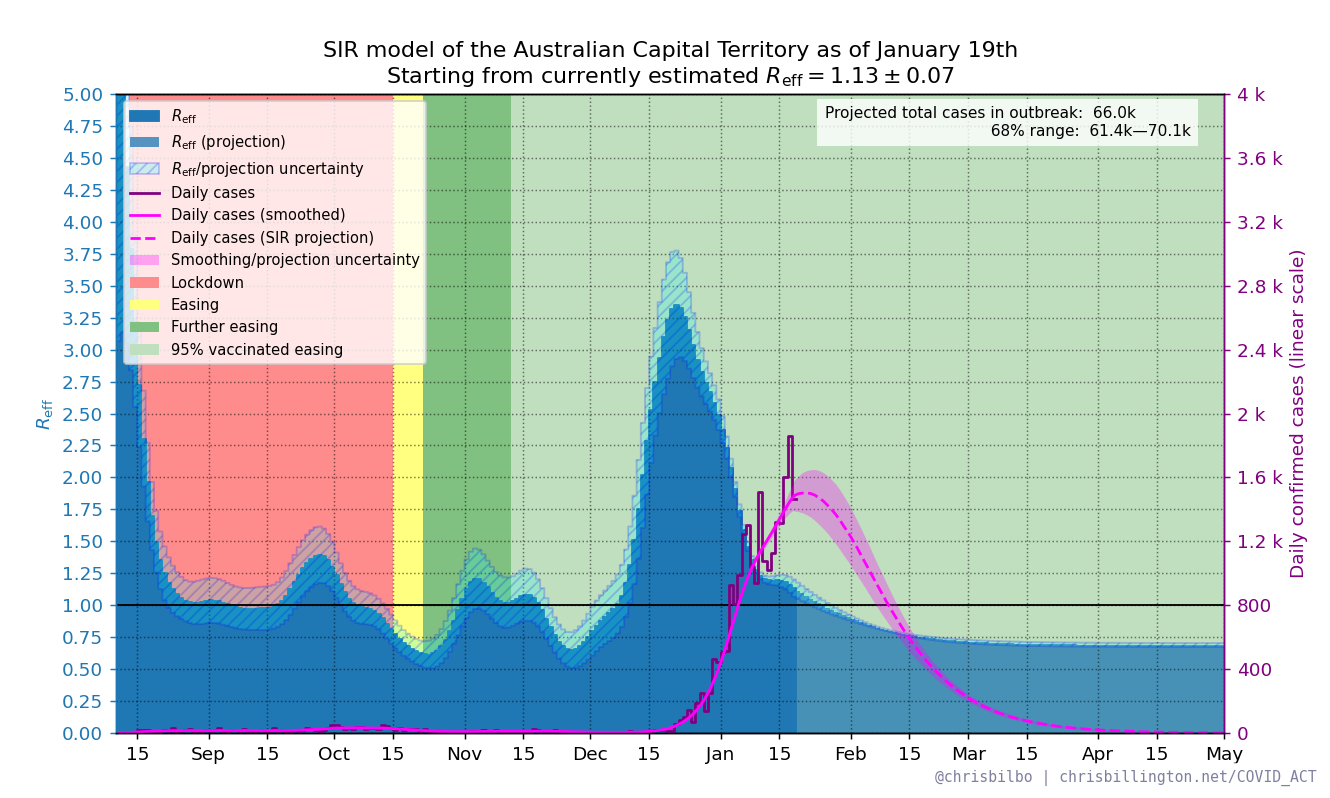 SIR model of the Australian Capital Territory as of January 19th
Starting from currently estimated Reff = 1.13 ± 0.07
Projected total cases in outbreak: 66.0k
68% range: 61.4k—70.1k
Reff
Reff (projection)
Reff/projection uncertainty
Daily cases
Daily cases (smoothed)
Daily cases (SIR projection)
Smoothing/projection uncertainty
Lockdown
Easing
Further easing
95% vaccinated easing
Reff
5.00
4.75
4.50
4.25
4.00
3.75
3.50
3.25
3.00
2.75
2.50
2.25
2.00
1.75
1.50
1.25
1.00
0.75
0.50
0.25
0.00
4 k
3.6 k
3.2 k
2.8 k
2.4 k
2 k
1.6 k
1.2 k
800
400
0
Daily confirmed cases (linear scale)
15 Sep 15 Oct 15 Nov 15 Dec 15 Jan 15 Feb 15 Mar 15 Apr 15 May
@chrisbilbo | chrisbillington.net/COVID_ACT